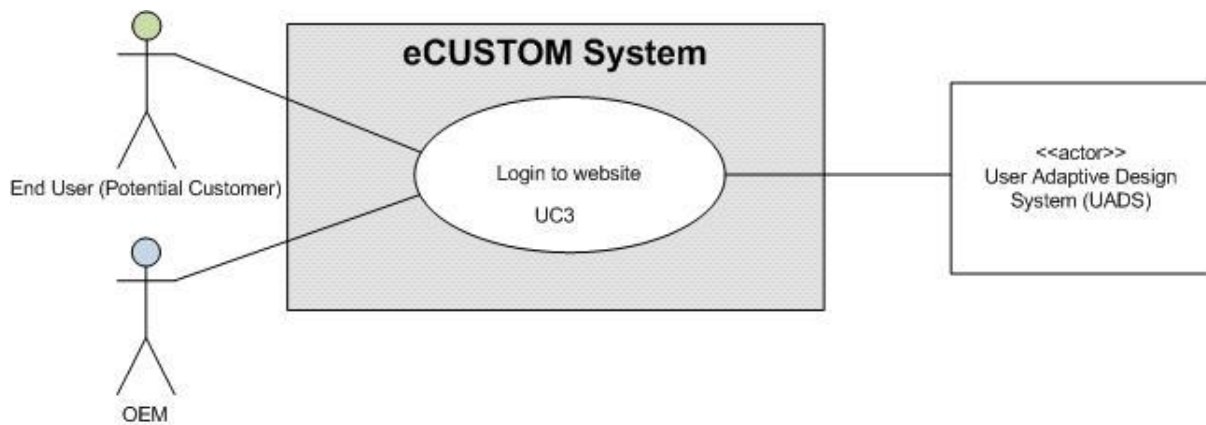 eCUSTOM System
End User (Potential Customer)
Login to website
UC3
<<actor>>
User Adaptive Design
System (UADS)
OEM